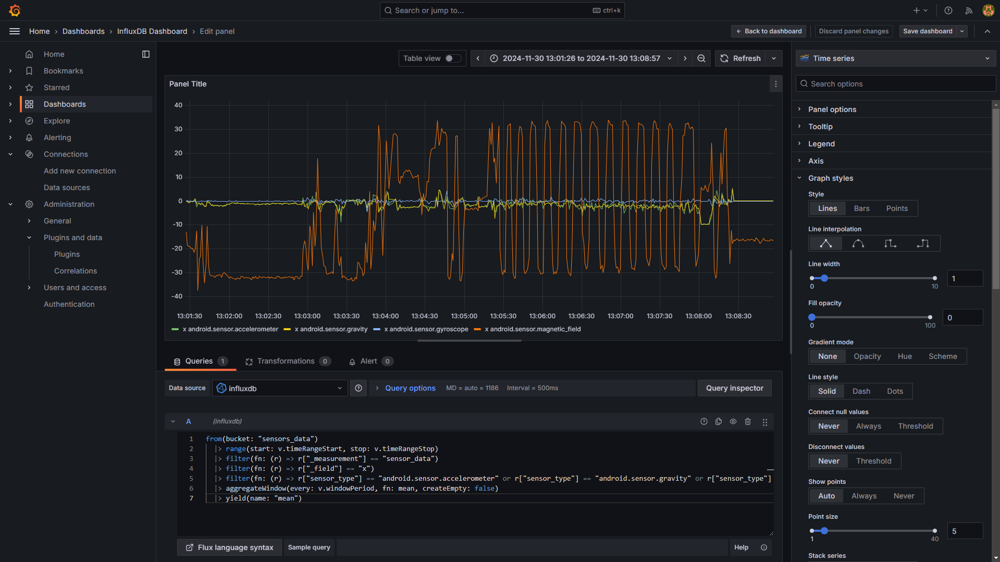 Search or jump to...
ctrl+k
Home › Dashboards › InfluxDB Dashboard › Edit panel
Back to dashboard
Discard panel changes
Save dashboard
Home
Bookmarks
Starred
Dashboards
Explore
Alerting
Connections
Add new connection
Data sources
Administration
General
Plugins and data
Plugins
Correlations
Users and access
Authentication
Table view
2024-11-30 13:01:26 to 2024-11-30 13:08:57
Refresh
Panel Title
40
30
20
10
0
-10
-20
-30
-40
13:01:30 13:02:00 13:02:30 13:03:00 13:03:30 13:04:00 13:04:30 13:05:00 13:05:30 13:06:00 13:06:30 13:07:00 13:07:30 13:08:00 13:08:30
x android.sensor.accelerometer x android.sensor.gravity x android.sensor.gyroscope x android.sensor.magnetic_field
Queries 1
Transformations 0
Alert 0
Data source
influxdb
Query options
MD = auto = 1186
Interval = 500ms
Query inspector
A (influxdb)
1 from(bucket: "sensors_data")
2 |> range(start: v.timeRangeStart, stop: v.timeRangeStop)
3 |> filter(fn: (r) => r["_measurement"] == "sensor_data")
4 |> filter(fn: (r) => r["_field"] == "x")
5 |> filter(fn: (r) => r["sensor_type"] == "android.sensor.accelerometer" or r["sensor_type"] == "android.sensor.gravity" or r["sensor_type"]
6 |> aggregateWindow(every: v.windowPeriod, fn: mean, createEmpty: false)
7 |> yield(name: "mean")
Flux language syntax
Sample query
Help
Time series
Search options
Panel options
Tooltip
Legend
Axis
Graph styles
Style
Lines Bars Points
Line interpolation
Line width
0 10
1
Fill opacity
0 100
0
Gradient mode
None Opacity Hue Scheme
Line style
Solid Dash Dots
Connect null values
Never Always Threshold
Disconnect values
Never Threshold
Show points
Auto Always Never
Point size
1 40
5
Stack series